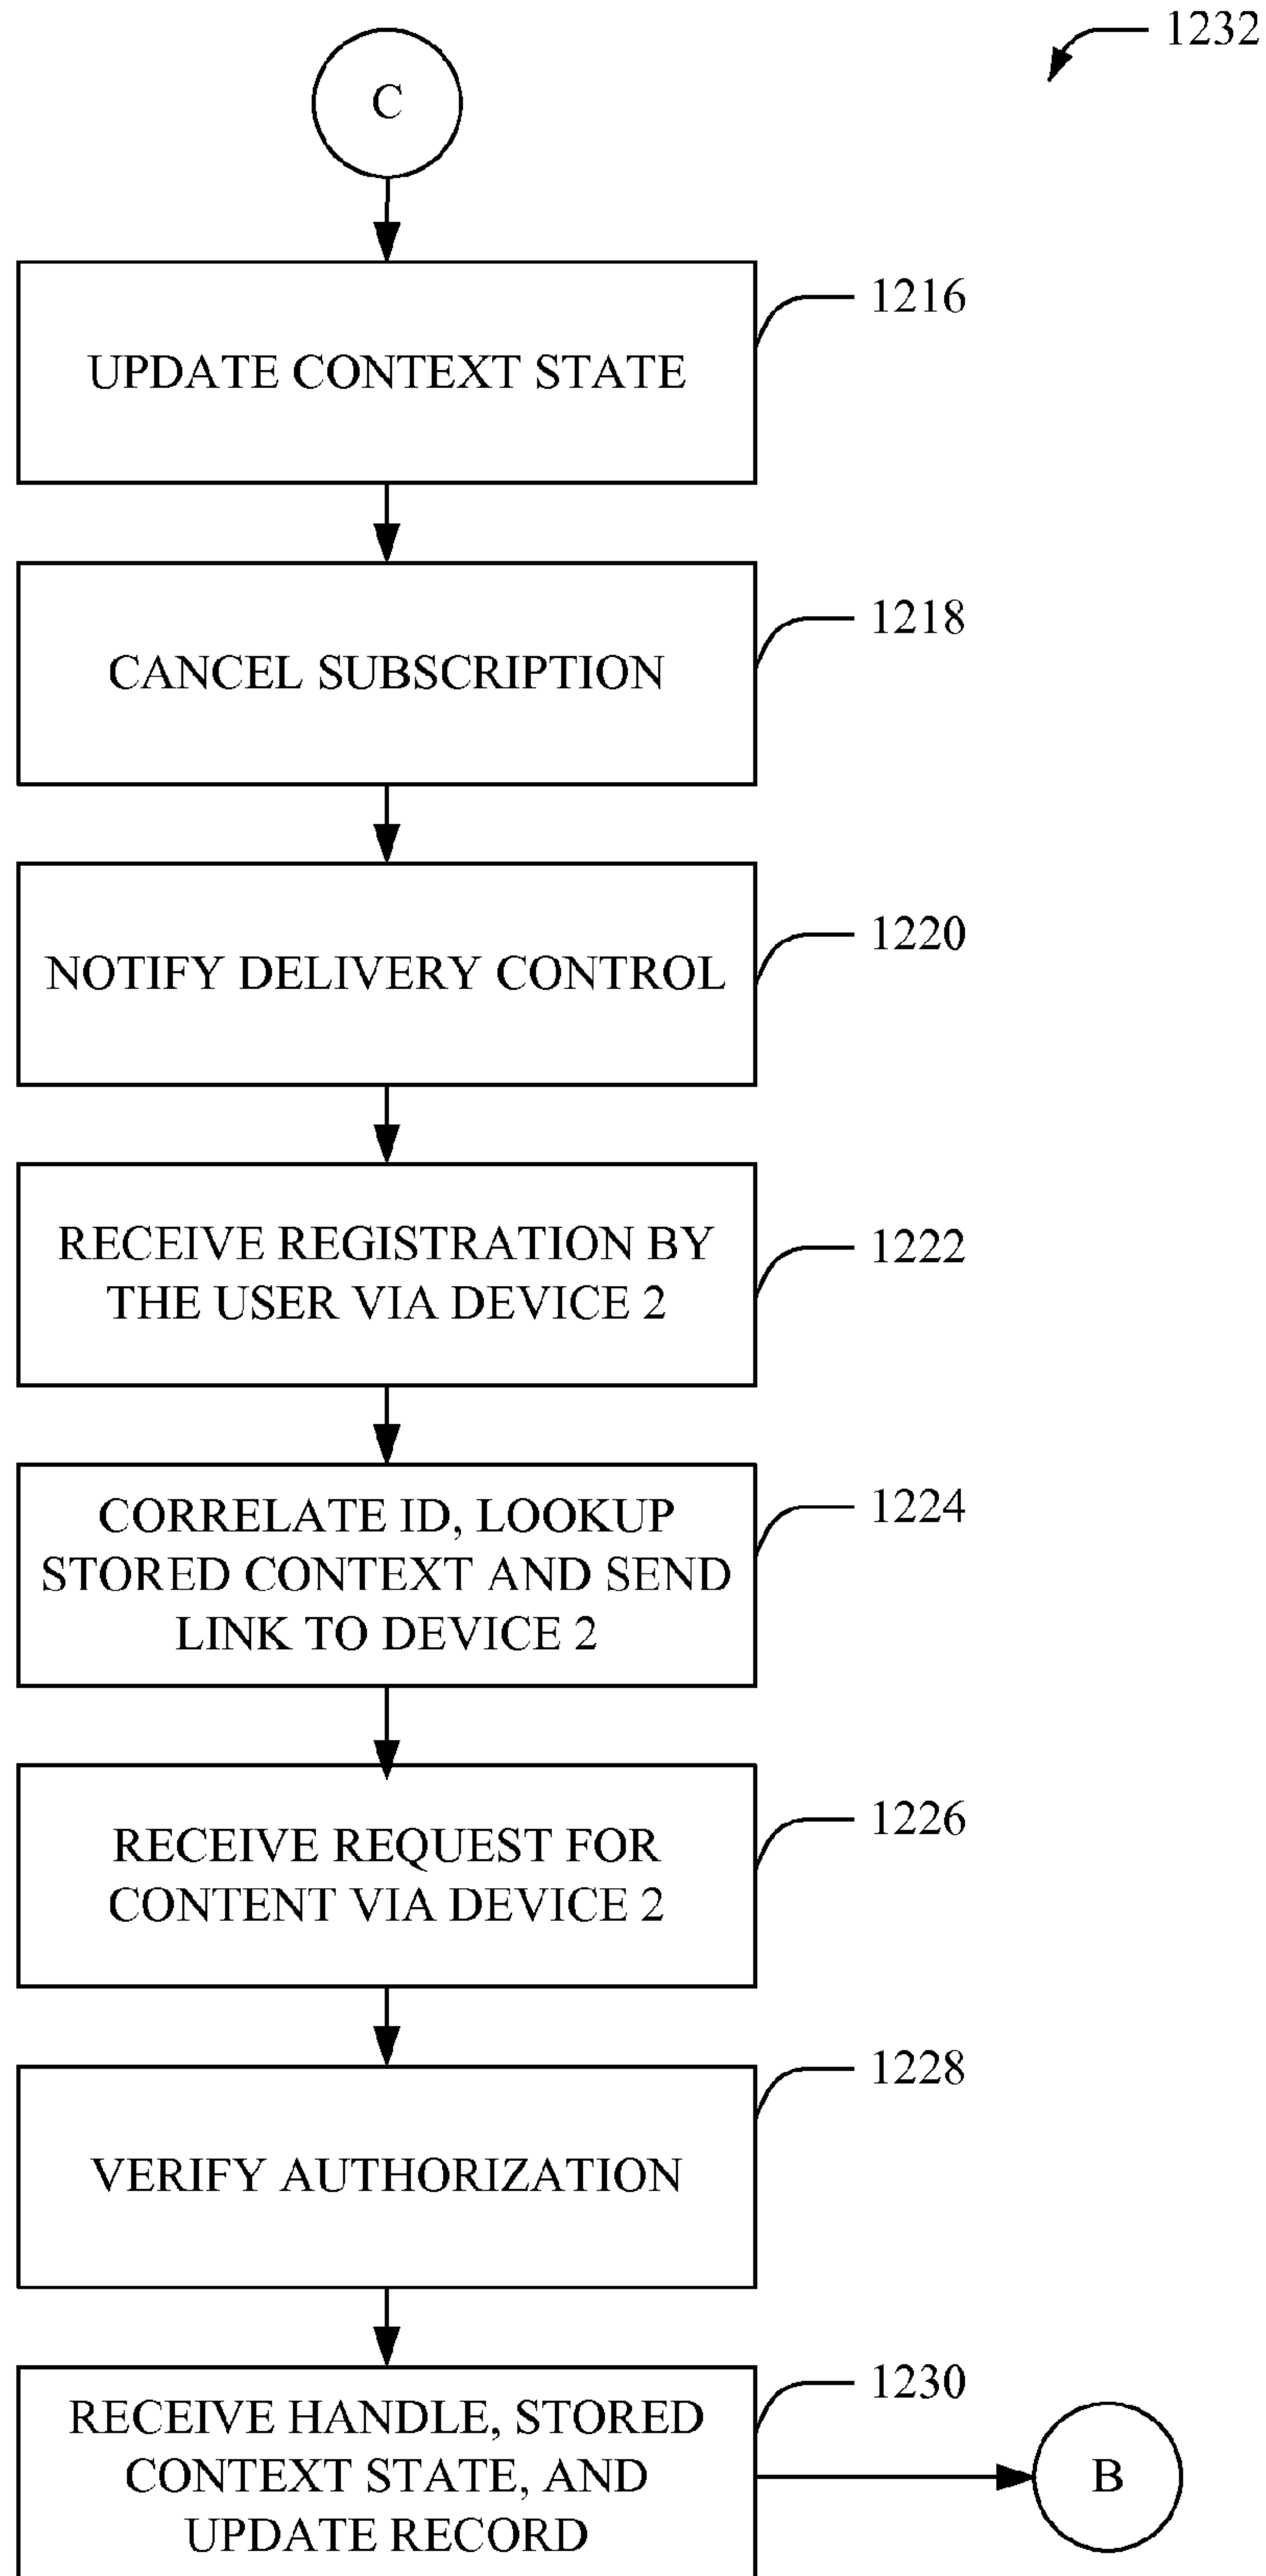 1232
C
1216
UPDATE CONTEXT STATE
1218
CANCEL SUBSCRIPTION
1220
NOTIFY DELIVERY CONTROL
1222
RECEIVE REGISTRATION BY
THE USER VIA DEVICE 2
1224
CORRELATE ID, LOOKUP
STORED CONTEXT AND SEND
LINK TO DEVICE 2
1226
RECEIVE REQUEST FOR
CONTENT VIA DEVICE 2
1228
VERIFY AUTHORIZATION
1230
RECEIVE HANDLE, STORED
CONTEXT STATE, AND
UPDATE RECORD
B